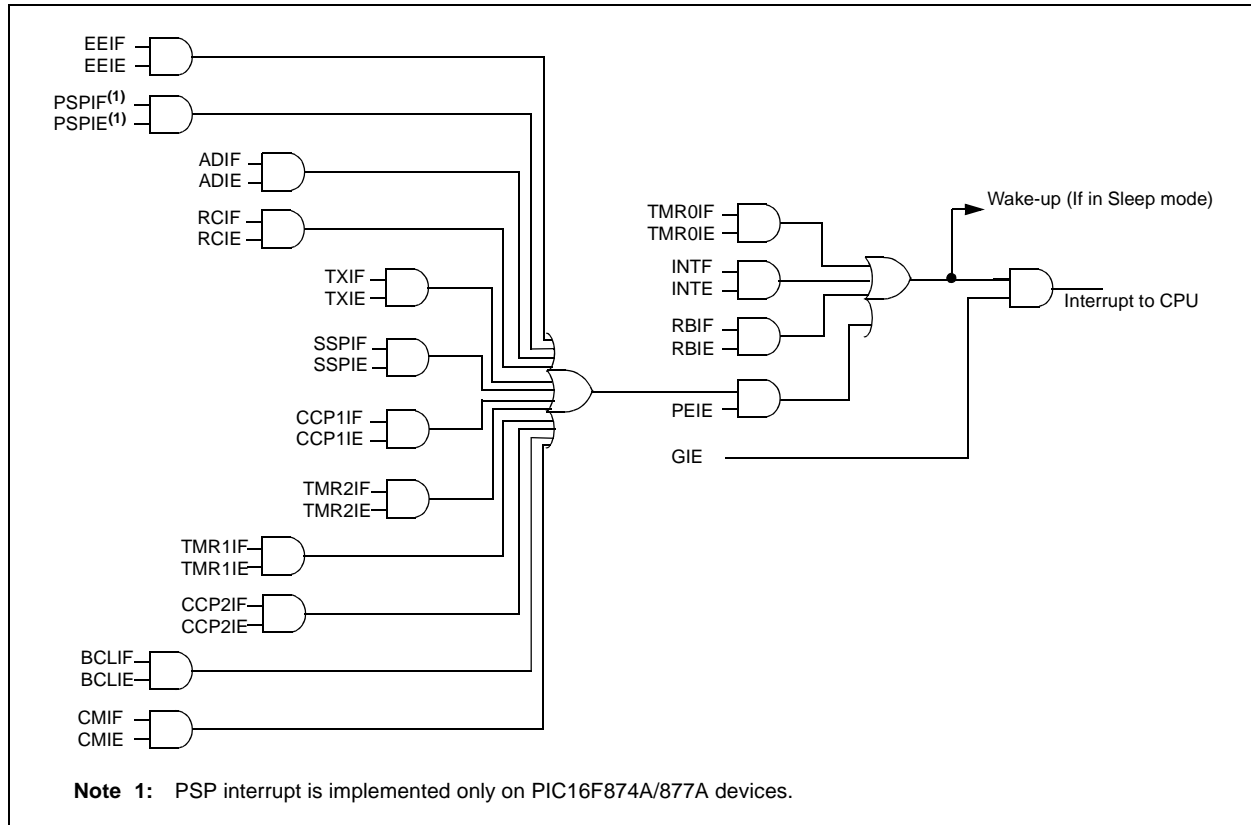 EEIF
EEIE
PSPIF(1)
PSPIE(1)
ADIF
ADIE
RCIF
RCIE
TXIF
TXIE
SSPIF
SSPIE
CCP1IF
CCP1IE
TMR2IF
TMR2IE
TMR1IF
TMR1IE
CCP2IF
CCP2IE
BCLIF
BCLIE
CMIF
CMIE
TMR0IF
TMR0IE
INTF
INTE
RBIF
RBIE
PEIE
GIE
Wake-up (If in Sleep mode)
Interrupt to CPU
Note 1: PSP interrupt is implemented only on PIC16F874A/877A devices.